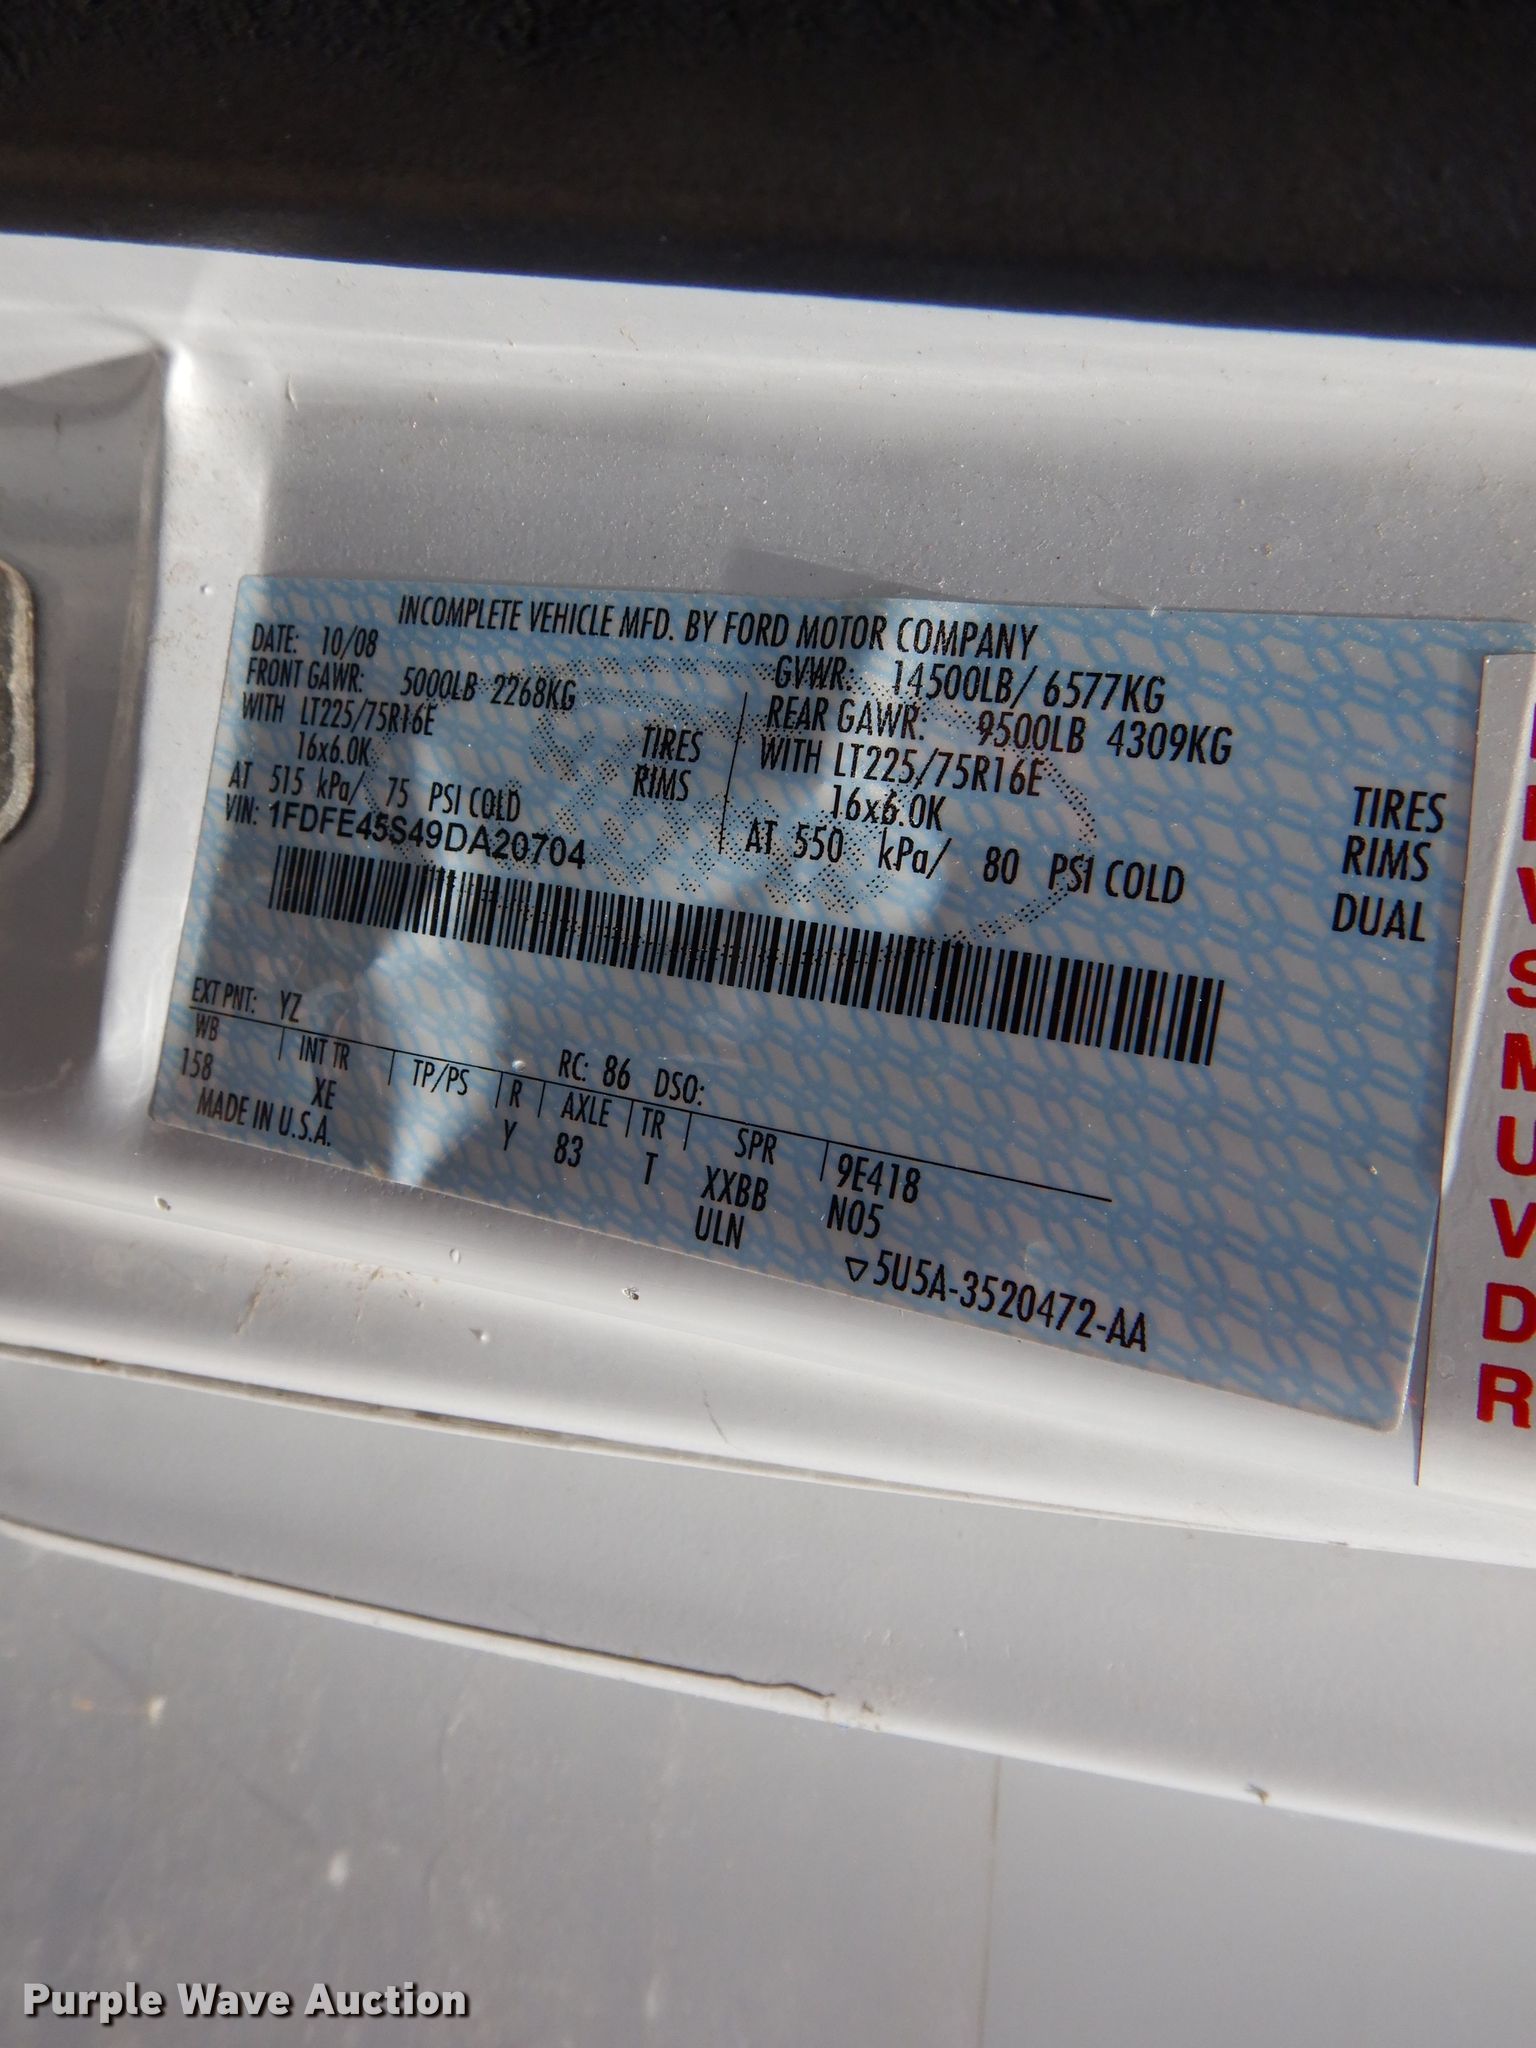 INCOMPLETE VEHICLE MFD. BY FORD MOTOR COMPANY
DATE: 10/08
GVWR: 14500LB/ 6577KG
FRONT GAWR: 5000LB 2268KG
REAR GAWR: 9500LB 4309KG
WITH LT225/75R16E TIRES
WITH LT225/75R16E TIRES
16x6.0K RIMS
16x6.0K RIMS
AT 515 kPa/ 75 PSI COLD
AT 550 kPa/ 80 PSI COLD DUAL
VIN: 1FDFE45S49DA20704
EXT PNT: YZ RC: 86 DSO:
WB INT TR TP/PS R AXLE TR SPR 9E418
158 XE Y 83 T XXBB N05
MADE IN U.S.A. ULN
▽5U5A-3520472-AA
V
S
M
U
V
D
R
Purple Wave Auction